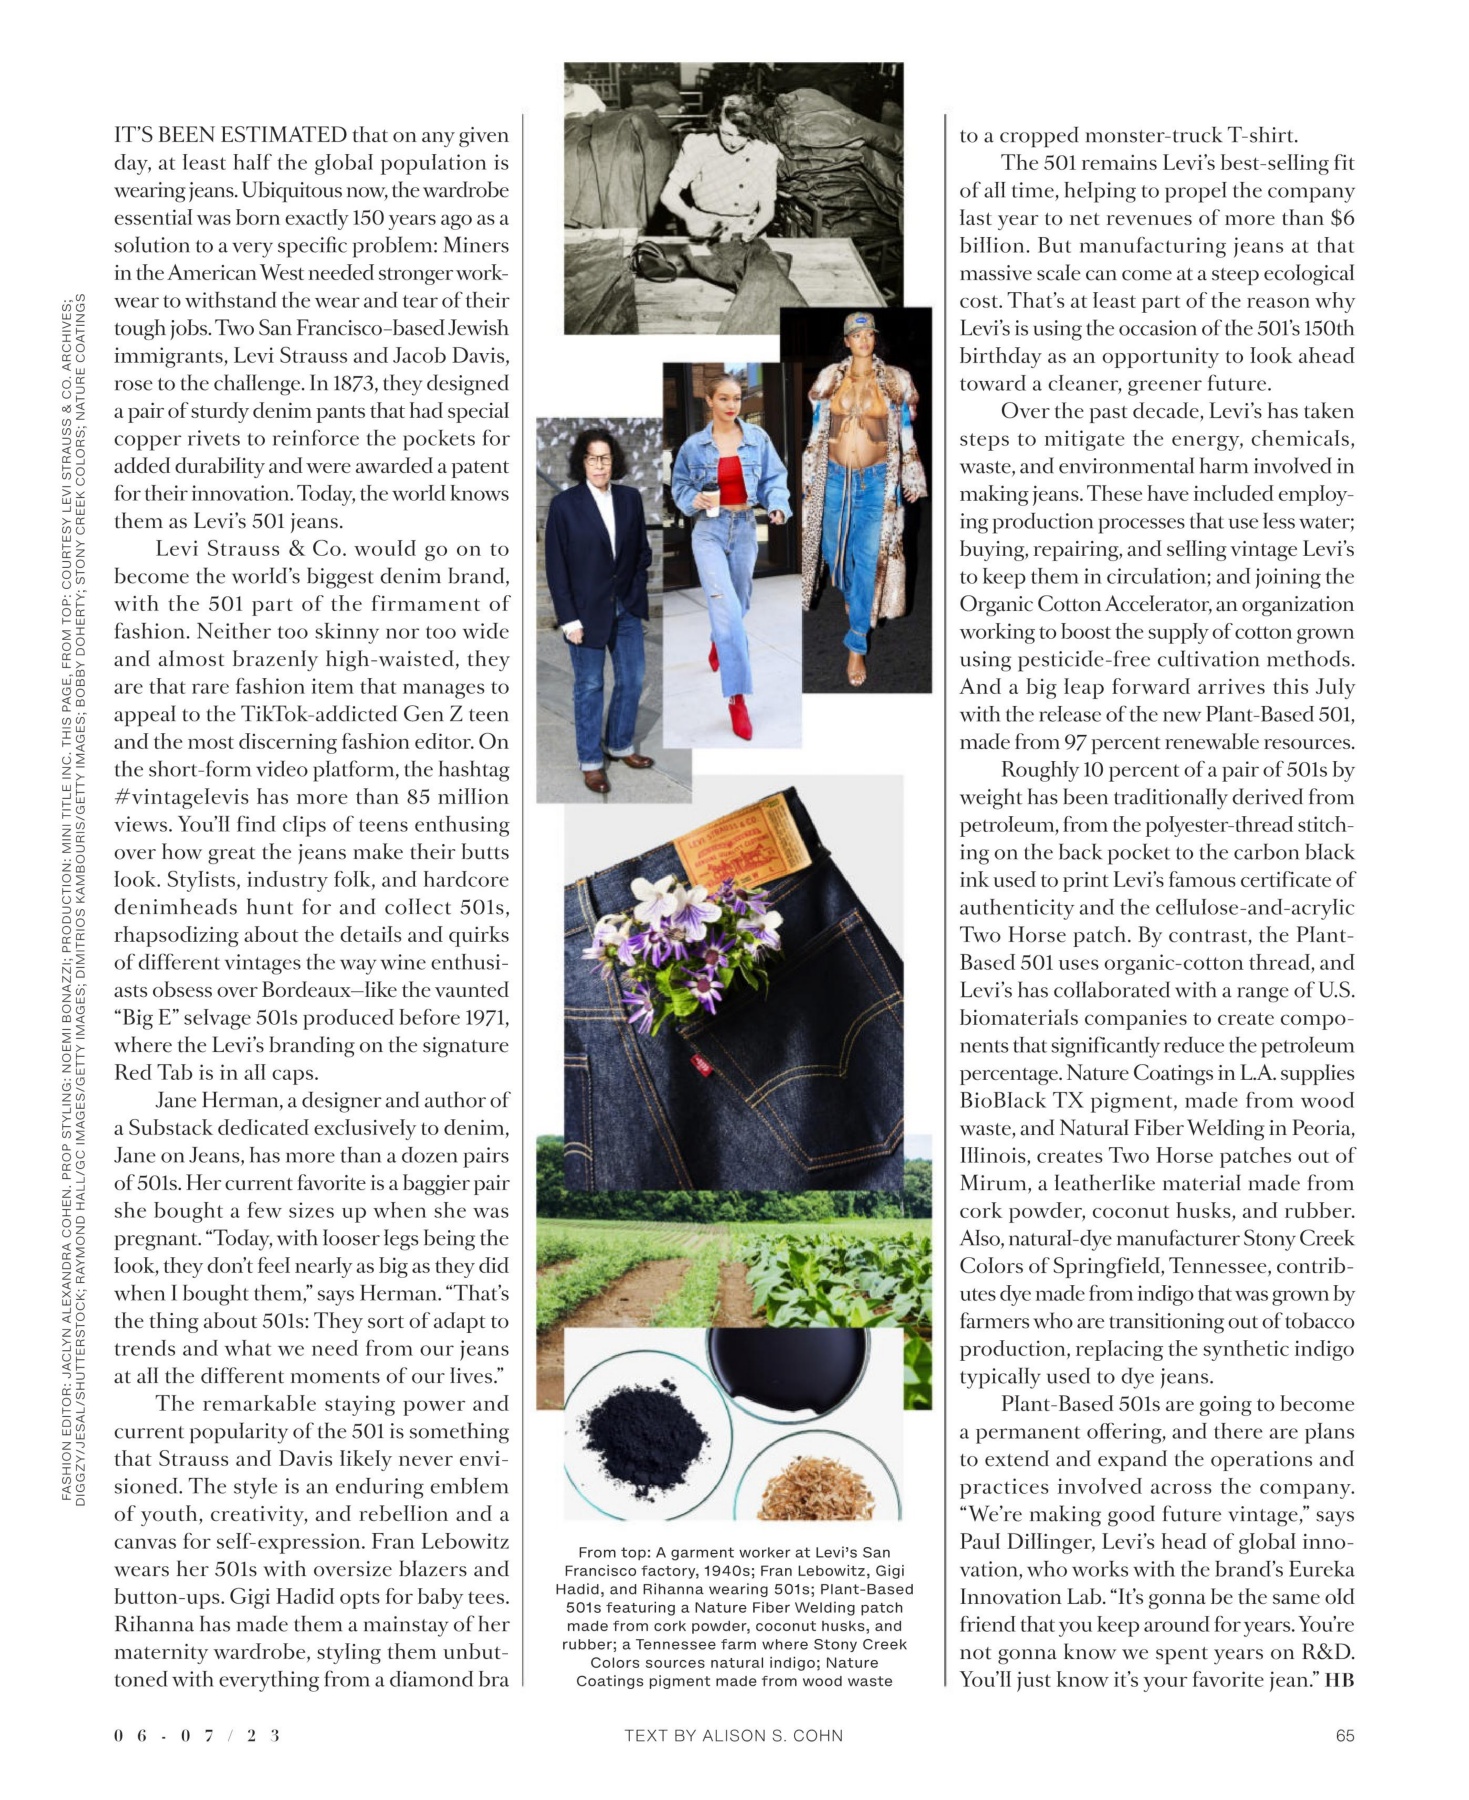 FASHION EDITOR: JACLYN ALEXANDRA COHEN. PROP STYLING: NOEMI BONAZZI; PRODUCTION: MINI TITLE INC. THIS PAGE, FROM TOP: COURTESY LEVI STRAUSS & CO. ARCHIVES;
DIGGZY/JESAL/SHUTTERSTOCK; RAYMOND HALL/GC IMAGES/GETTY IMAGES; DIMITRIOS KAMBOURIS/GETTY IMAGES; BOBBY DOHERTY; STONY CREEK COLORS; NATURE COATINGS
IT’S BEEN ESTIMATED that on any given
day, at least half the global population is
wearing jeans. Ubiquitous now, the wardrobe
essential was born exactly 150 years ago as a
solution to a very specific problem: Miners
in the American West needed stronger work-
wear to withstand the wear and tear of their
tough jobs. Two San Francisco–based Jewish
immigrants, Levi Strauss and Jacob Davis,
rose to the challenge. In 1873, they designed
a pair of sturdy denim pants that had special
copper rivets to reinforce the pockets for
added durability and were awarded a patent
for their innovation. Today, the world knows
them as Levi’s 501 jeans.
Levi Strauss & Co. would go on to
become the world’s biggest denim brand,
with the 501 part of the firmament of
fashion. Neither too skinny nor too wide
and almost brazenly high-waisted, they
are that rare fashion item that manages to
appeal to the TikTok-addicted Gen Z teen
and the most discerning fashion editor. On
the short-form video platform, the hashtag
#vintagelevis has more than 85 million
views. You’ll find clips of teens enthusing
over how great the jeans make their butts
look. Stylists, industry folk, and hardcore
denimheads hunt for and collect 501s,
rhapsodizing about the details and quirks
of different vintages the way wine enthusi-
asts obsess over Bordeaux—like the vaunted
“Big E” selvage 501s produced before 1971,
where the Levi’s branding on the signature
Red Tab is in all caps.
Jane Herman, a designer and author of
a Substack dedicated exclusively to denim,
Jane on Jeans, has more than a dozen pairs
of 501s. Her current favorite is a baggier pair
she bought a few sizes up when she was
pregnant. “Today, with looser legs being the
look, they don’t feel nearly as big as they did
when I bought them,” says Herman. “That’s
the thing about 501s: They sort of adapt to
trends and what we need from our jeans
at all the different moments of our lives.”
The remarkable staying power and
current popularity of the 501 is something
that Strauss and Davis likely never envi-
sioned. The style is an enduring emblem
of youth, creativity, and rebellion and a
canvas for self-expression. Fran Lebowitz
wears her 501s with oversize blazers and
button-ups. Gigi Hadid opts for baby tees.
Rihanna has made them a mainstay of her
maternity wardrobe, styling them unbut-
toned with everything from a diamond bra
LEVI STRAUSS & CO.
From top: A garment worker at Levi’s San
Francisco factory, 1940s; Fran Lebowitz, Gigi
Hadid, and Rihanna wearing 501s; Plant-Based
501s featuring a Nature Fiber Welding patch
made from cork powder, coconut husks, and
rubber; a Tennessee farm where Stony Creek
Colors sources natural indigo; Nature
Coatings pigment made from wood waste
to a cropped monster-truck T-shirt.
The 501 remains Levi’s best-selling fit
of all time, helping to propel the company
last year to net revenues of more than $6
billion. But manufacturing jeans at that
massive scale can come at a steep ecological
cost. That’s at least part of the reason why
Levi’s is using the occasion of the 501’s 150th
birthday as an opportunity to look ahead
toward a cleaner, greener future.
Over the past decade, Levi’s has taken
steps to mitigate the energy, chemicals,
waste, and environmental harm involved in
making jeans. These have included employ-
ing production processes that use less water;
buying, repairing, and selling vintage Levi’s
to keep them in circulation; and joining the
Organic Cotton Accelerator, an organization
working to boost the supply of cotton grown
using pesticide-free cultivation methods.
And a big leap forward arrives this July
with the release of the new Plant-Based 501,
made from 97 percent renewable resources.
Roughly 10 percent of a pair of 501s by
weight has been traditionally derived from
petroleum, from the polyester-thread stitch-
ing on the back pocket to the carbon black
ink used to print Levi’s famous certificate of
authenticity and the cellulose-and-acrylic
Two Horse patch. By contrast, the Plant-
Based 501 uses organic-cotton thread, and
Levi’s has collaborated with a range of U.S.
biomaterials companies to create compo-
nents that significantly reduce the petroleum
percentage. Nature Coatings in L.A. supplies
BioBlack TX pigment, made from wood
waste, and Natural Fiber Welding in Peoria,
Illinois, creates Two Horse patches out of
Mirum, a leatherlike material made from
cork powder, coconut husks, and rubber.
Also, natural-dye manufacturer Stony Creek
Colors of Springfield, Tennessee, contrib-
utes dye made from indigo that was grown by
farmers who are transitioning out of tobacco
production, replacing the synthetic indigo
typically used to dye jeans.
Plant-Based 501s are going to become
a permanent offering, and there are plans
to extend and expand the operations and
practices involved across the company.
“We’re making good future vintage,” says
Paul Dillinger, Levi’s head of global inno-
vation, who works with the brand’s Eureka
Innovation Lab. “It’s gonna be the same old
friend that you keep around for years. You’re
not gonna know we spent years on R&D.
You’ll just know it’s your favorite jean.” HB
06-07/23
TEXT BY ALISON S. COHN
65